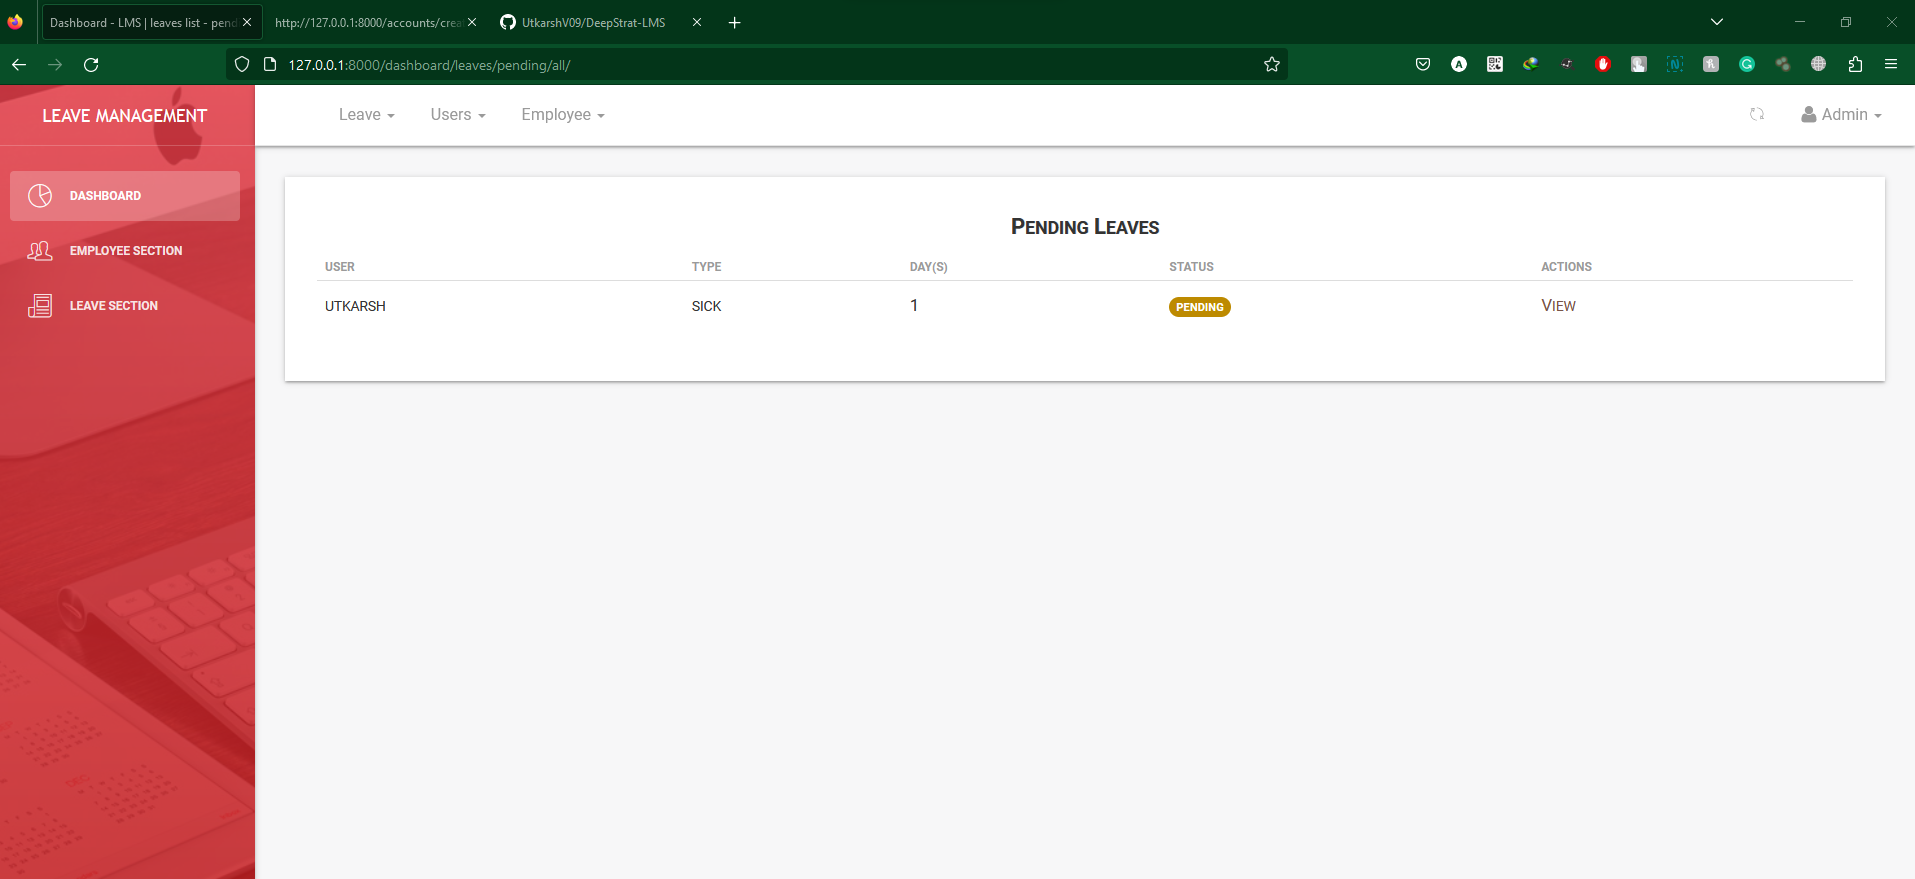 Dashboard - LMS | leaves list - pend
http://127.0.0.1:8000/accounts/crea
UtkarshV09/DeepStrat-LMS
127.0.0.1:8000/dashboard/leaves/pending/all/
LEAVE MANAGEMENT
Leave
Users
Employee
Admin
DASHBOARD
EMPLOYEE SECTION
LEAVE SECTION
PENDING LEAVES
USER TYPE DAY(S) STATUS ACTIONS
UTKARSH SICK 1 PENDING VIEW